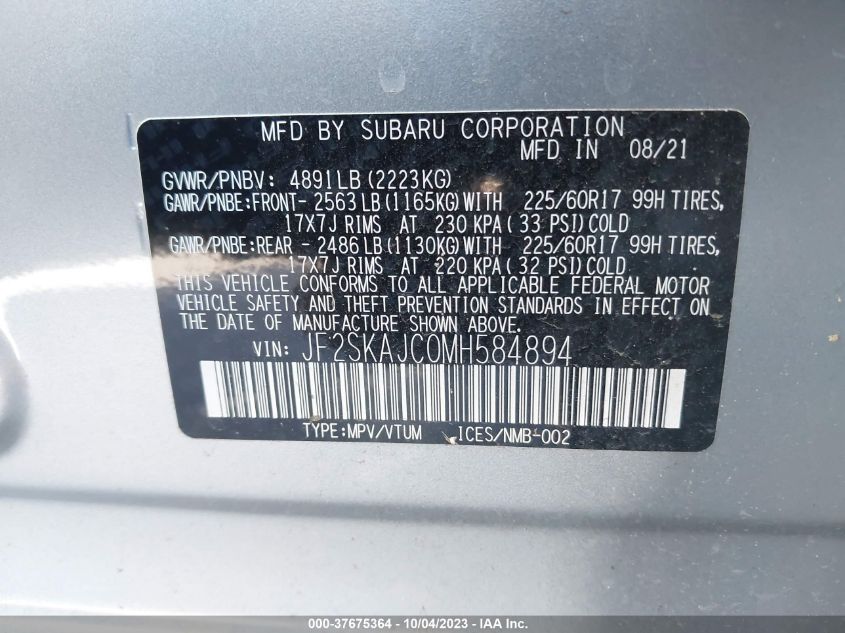 MFD BY SUBARU CORPORATION
MFD IN 08/21
GVWR/PNBV: 4891LB (2223KG)
GAWR/PNBE:FRONT- 2563 LB (1165KG) WITH 225/60R17 99H TIRES,
17X7J RIMS AT 230 KPA ( 33 PSI) COLD
GAWR/PNBE:REAR - 2486 LB (1130KG) WITH 225/60R17 99H TIRES,
17X7J RIMS AT 220 KPA ( 32 PSI) COLD
THIS VEHICLE CONFORMS TO ALL APPLICABLE FEDERAL MOTOR
VEHICLE SAFETY AND THEFT PREVENTION STANDARDS IN EFFECT ON
THE DATE OF MANUFACTURE SHOWN ABOVE.
VIN: JF2SKAJC0MH584894
TYPE:MPV/VTUM ICES/NMB-002
000-37675364 - 10/04/2023 - IAA Inc.